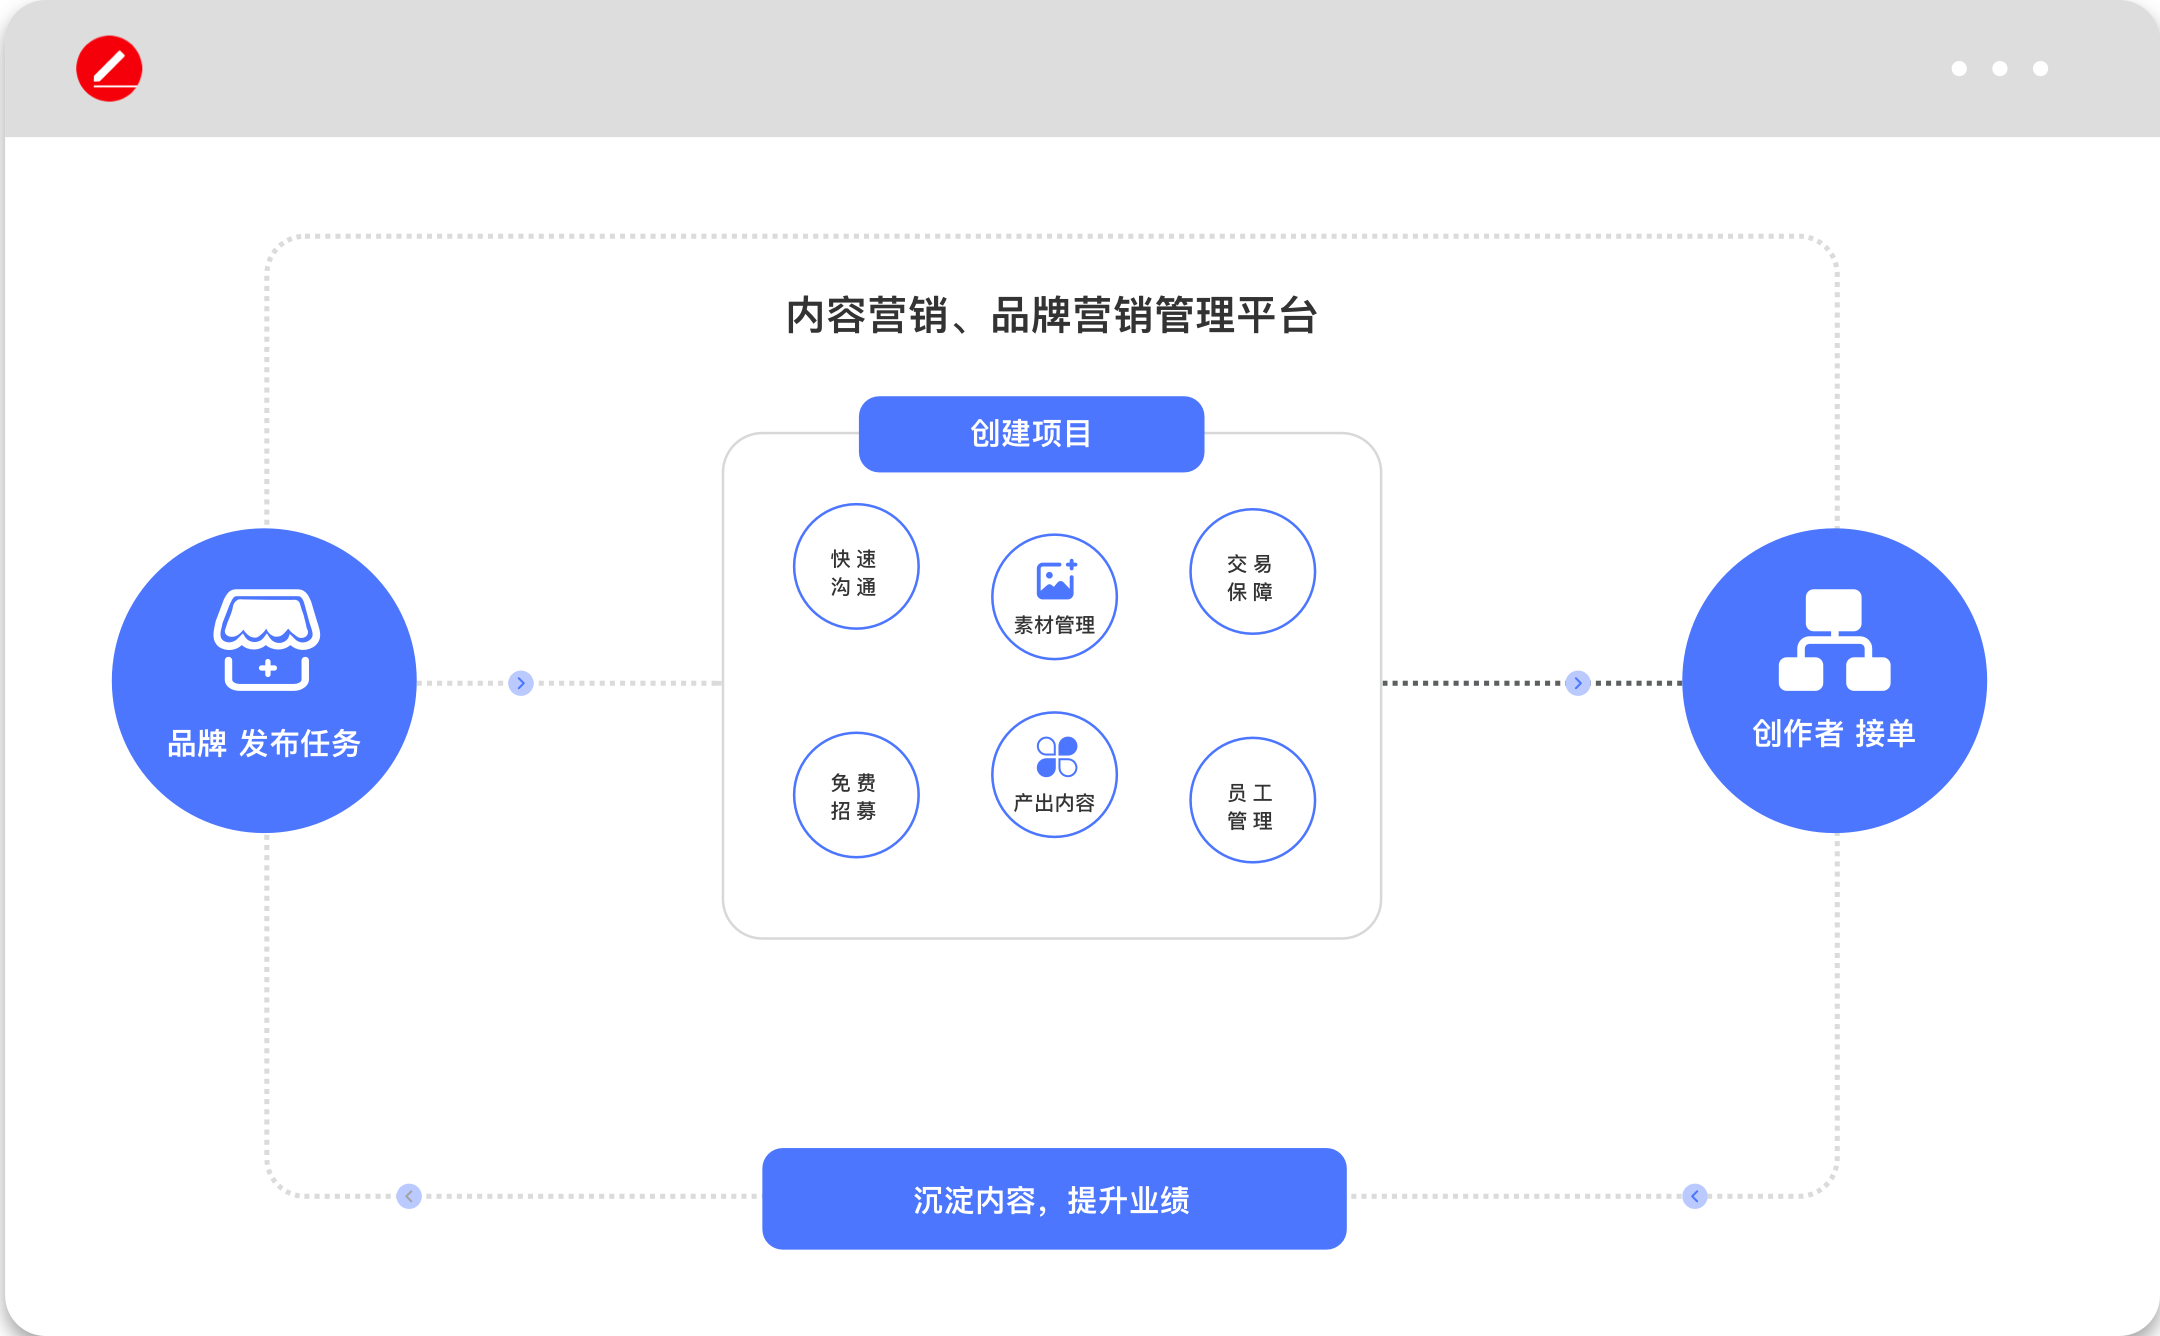 内容营销、品牌营销管理平台
创建项目
快速
沟通
素材管理
交易
保障
品牌 发布任务
创作者 接单
免费
招募
产出内容
员工
管理
沉淀内容，提升业绩